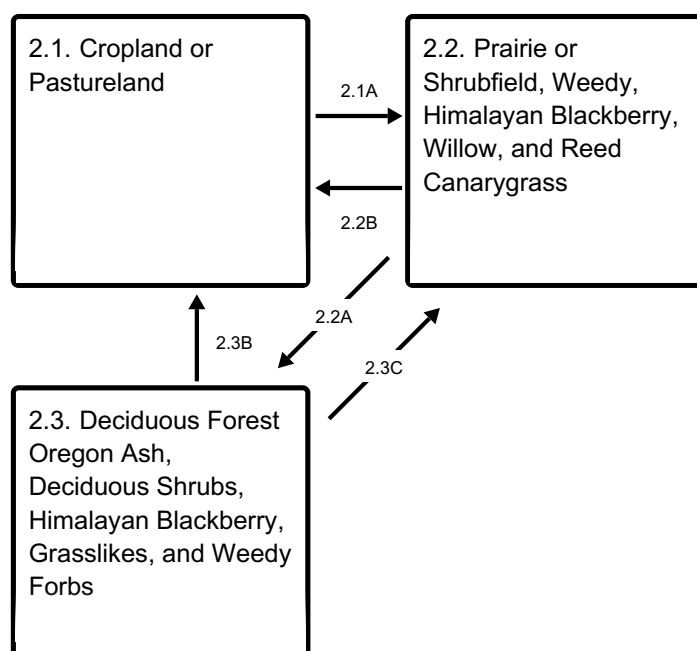 2.1. Cropland or
Pastureland
2.1A
2.2. Prairie or
Shrubfield, Weedy,
Himalayan Blackberry,
Willow, and Reed
Canarygrass
2.2B
2.2A
2.3B
2.3C
2.3. Deciduous Forest
Oregon Ash,
Deciduous Shrubs,
Himalayan Blackberry,
Grasslikes, and Weedy
Forbs